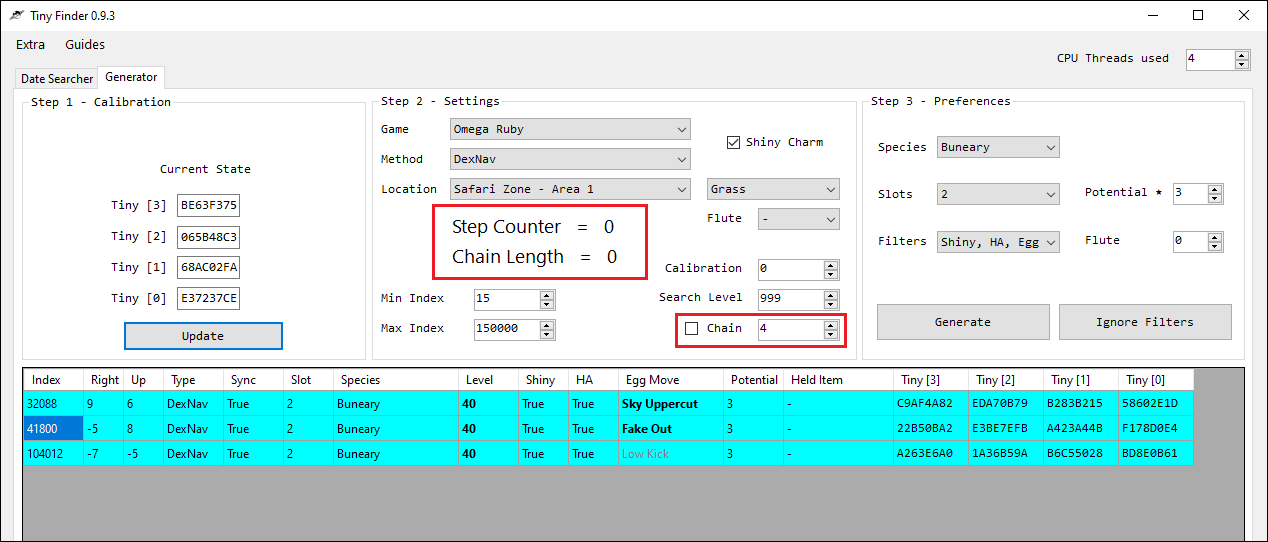 Tiny Finder 0.9.3
Extra Guides
CPU Threads used 4
Date Searcher Generator
Step 1 - Calibration
Current State
Tiny [3] BE63F375
Tiny [2] 065B48C3
Tiny [1] 68AC02FA
Tiny [0] E37237CE
Update
Step 2 - Settings
Game Omega Ruby
Shiny Charm
Method DexNav
Location Safari Zone - Area 1 Grass
Flute -
Step Counter = 0
Chain Length = 0
Calibration 0
Min Index 15 Search Level 999
Max Index 150000 Chain 4
Step 3 - Preferences
Species Buneary
Slots 2 Potential ★ 3
Filters Shiny, HA, Egg Flute 0
Generate Ignore Filters
Index Right Up Type Sync Slot Species Level Shiny HA Egg Move Potential Held Item Tiny [3] Tiny [2] Tiny [1] Tiny [0]
32088 9 6 DexNav True 2 Buneary 40 True True Sky Uppercut 3 - C9AF4A82 EDA70B79 B283B215 58602E1D
41800 -5 8 DexNav True 2 Buneary 40 True True Fake Out 3 - 22B50BA2 E3BE7EFB A423A44B F178D0E4
104012 -7 -5 DexNav True 2 Buneary 40 True True Low Kick 3 - A263E6A0 1A36B59A B6C55028 BD8E0B61